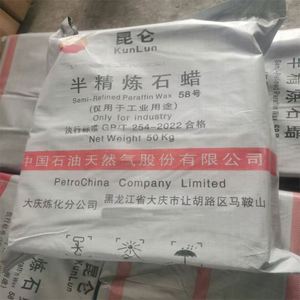 昆仑
KunLun
半精炼石蜡
Semi-Refined Paraffin Wax 58号
(仅用于工业用途)
Only for industry
执行标准 GB/T 254-2022 合格
Net Weight 50 Kg
中国石油天然气股份有限公司
PetroChina Company Limited
大庆炼化分公司 黑龙江省大庆市让胡路区马鞍山